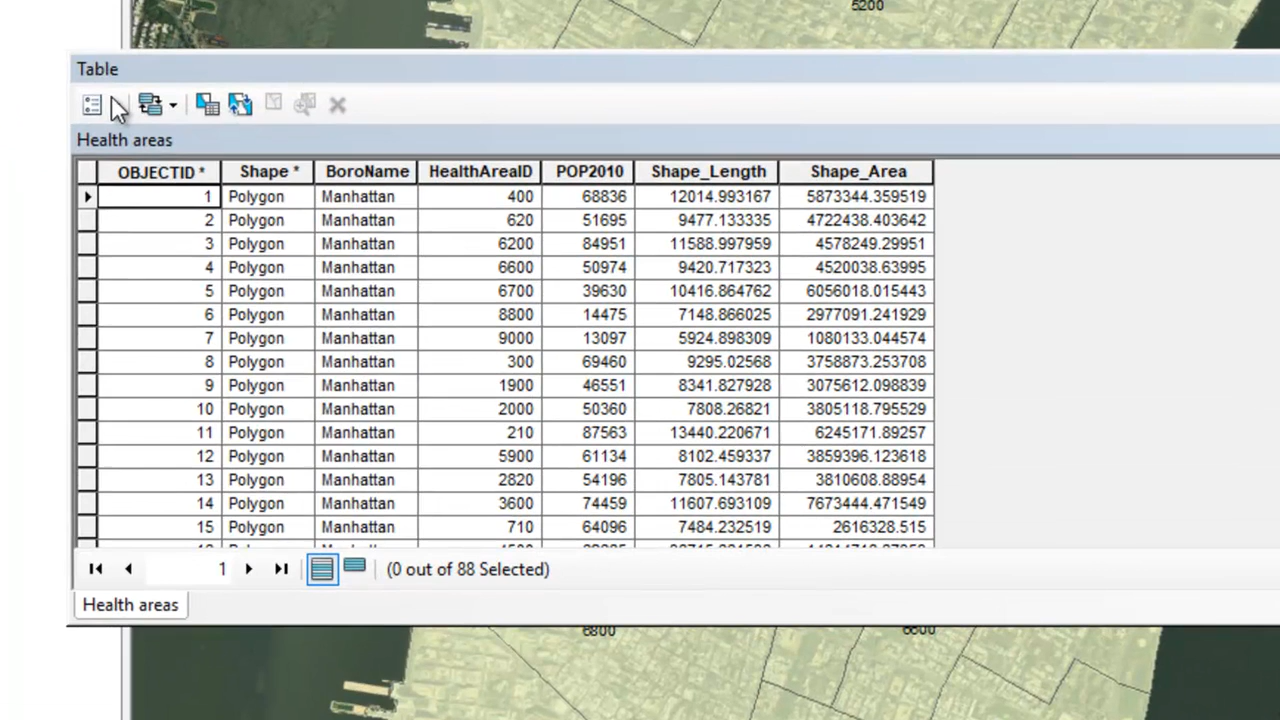 5200
Table
Health areas
OBJECTID * Shape * BoroName HealthAreaID POP2010 Shape_Length Shape_Area
1 Polygon Manhattan 400 68836 12014.993167 5873344.359519
2 Polygon Manhattan 620 51695 9477.133335 4722438.403642
3 Polygon Manhattan 6200 84951 11588.997959 4578249.29951
4 Polygon Manhattan 6600 50974 9420.717323 4520038.63995
5 Polygon Manhattan 6700 39630 10416.864762 6056018.015443
6 Polygon Manhattan 8800 14475 7148.866025 2977091.241929
7 Polygon Manhattan 9000 13097 5924.898309 1080133.044574
8 Polygon Manhattan 300 69460 9295.02568 3758873.253708
9 Polygon Manhattan 1900 46551 8341.827928 3075612.098839
10 Polygon Manhattan 2000 50360 7808.26821 3805118.795529
11 Polygon Manhattan 210 87563 13440.220671 6245171.89257
12 Polygon Manhattan 5900 61134 8102.459337 3859396.123618
13 Polygon Manhattan 2820 54196 7805.143781 3810608.88954
14 Polygon Manhattan 3600 74459 11607.693109 7673444.471549
15 Polygon Manhattan 710 64096 7484.232519 2616328.515
1 (0 out of 88 Selected)
Health areas
6800